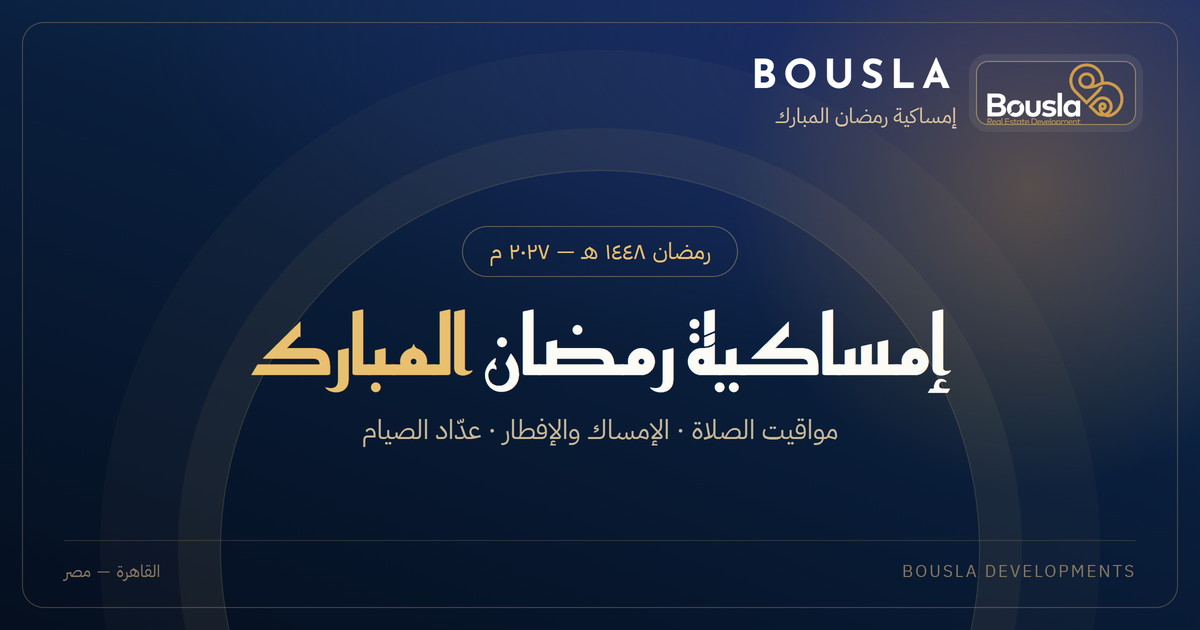 BOUSLA
إمساكية رمضان المبارك
Bousla
Real Estate Development
رمضان ١٤٤٨ هـ — ٢٠٢٧ م
إمساكية رمضان المبارك
مواقيت الصلاة · الإمساك والإفطار · عدّاد الصيام
BOUSLA DEVELOPMENTS
القاهرة — مصر